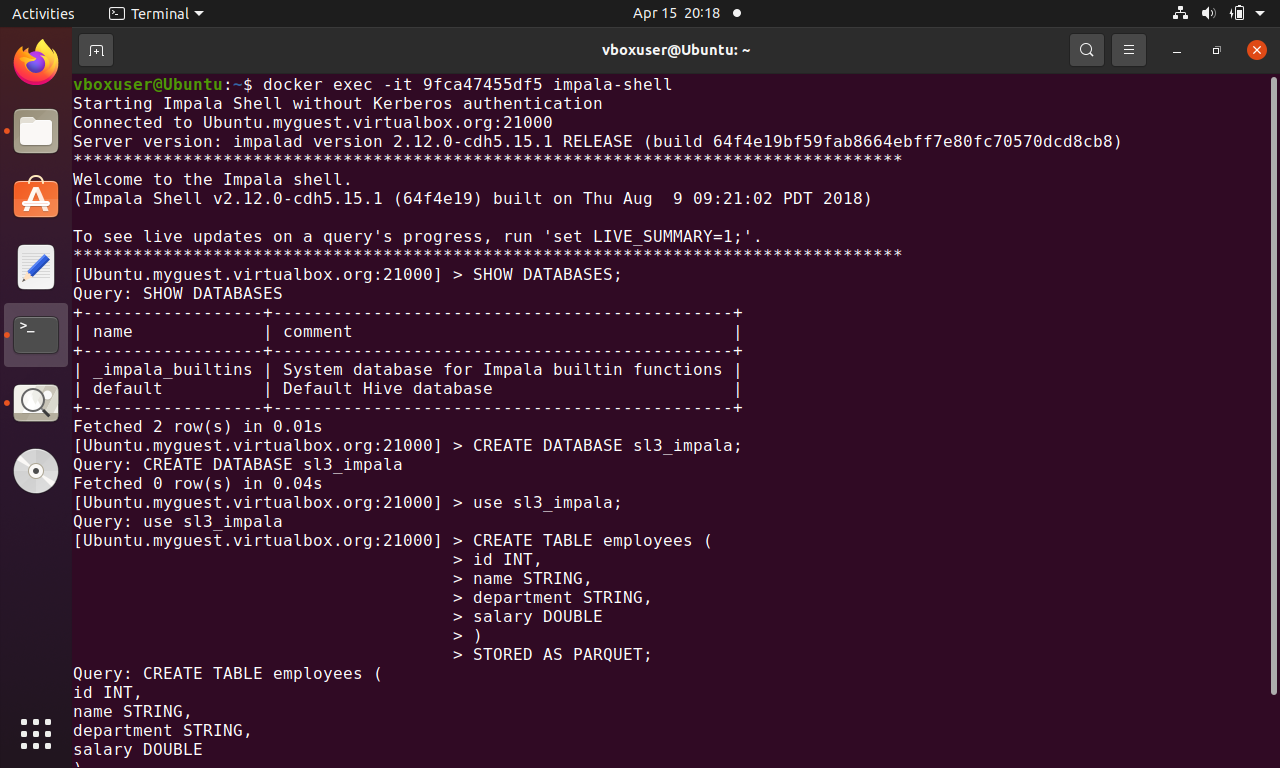 Activities Terminal Apr 15 20:18
vboxuser@Ubuntu: ~
vboxuser@Ubuntu:~$ docker exec -it 9fca47455df5 impala-shell
Starting Impala Shell without Kerberos authentication
Connected to Ubuntu.myguest.virtualbox.org:21000
Server version: impalad version 2.12.0-cdh5.15.1 RELEASE (build 64f4e19bf59fab8664ebff7e80fc70570dcd8cb8)
***********************************************************************************
Welcome to the Impala shell.
(Impala Shell v2.12.0-cdh5.15.1 (64f4e19) built on Thu Aug  9 09:21:02 PDT 2018)
To see live updates on a query's progress, run 'set LIVE_SUMMARY=1;'.
***********************************************************************************
[Ubuntu.myguest.virtualbox.org:21000] > SHOW DATABASES;
Query: SHOW DATABASES
+------------------+----------------------------------------------+
| name             | comment                                      |
+------------------+----------------------------------------------+
| _impala_builtins | System database for Impala builtin functions |
| default          | Default Hive database                        |
+------------------+----------------------------------------------+
Fetched 2 row(s) in 0.01s
[Ubuntu.myguest.virtualbox.org:21000] > CREATE DATABASE sl3_impala;
Query: CREATE DATABASE sl3_impala
Fetched 0 row(s) in 0.04s
[Ubuntu.myguest.virtualbox.org:21000] > use sl3_impala;
Query: use sl3_impala
[Ubuntu.myguest.virtualbox.org:21000] > CREATE TABLE employees (
                                      > id INT,
                                      > name STRING,
                                      > department STRING,
                                      > salary DOUBLE
                                      > )
                                      > STORED AS PARQUET;
Query: CREATE TABLE employees (
id INT,
name STRING,
department STRING,
salary DOUBLE
)